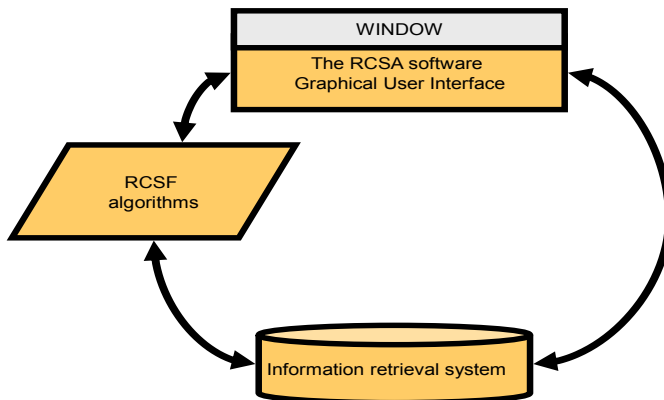 WINDOW
The RCSA software
Graphical User Interface
RCSF
algorithms
Information retrieval system